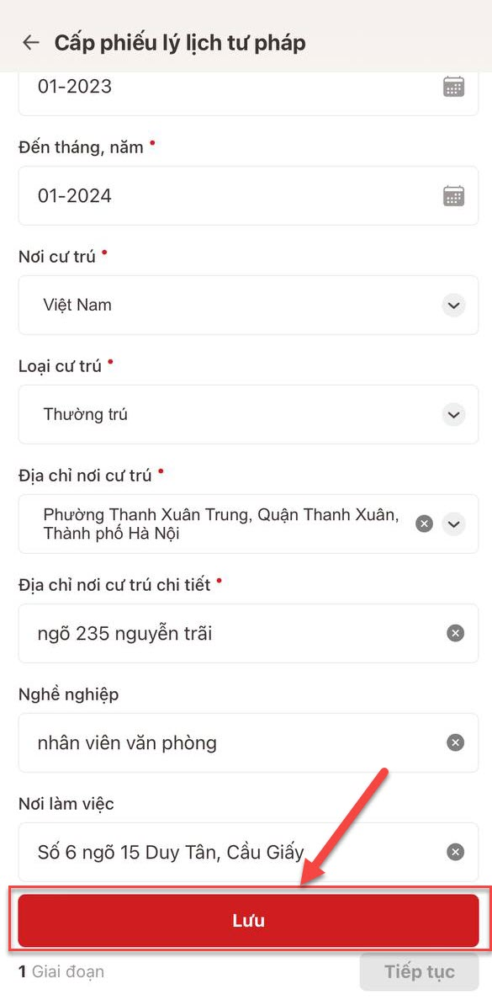 Cấp phiếu lý lịch tư pháp
01-2023
Đến tháng, năm
01-2024
Nơi cư trú
Việt Nam
Loại cư trú
Thường trú
Địa chỉ nơi cư trú
Phường Thanh Xuân Trung, Quận Thanh Xuân,
Thành phố Hà Nội
Địa chỉ nơi cư trú chi tiết
ngõ 235 nguyễn trãi
Nghề nghiệp
nhân viên văn phòng
Nơi làm việc
Số 6 ngõ 15 Duy Tân, Cầu Giấy
Lưu
1 Giai đoạn
Tiếp tục